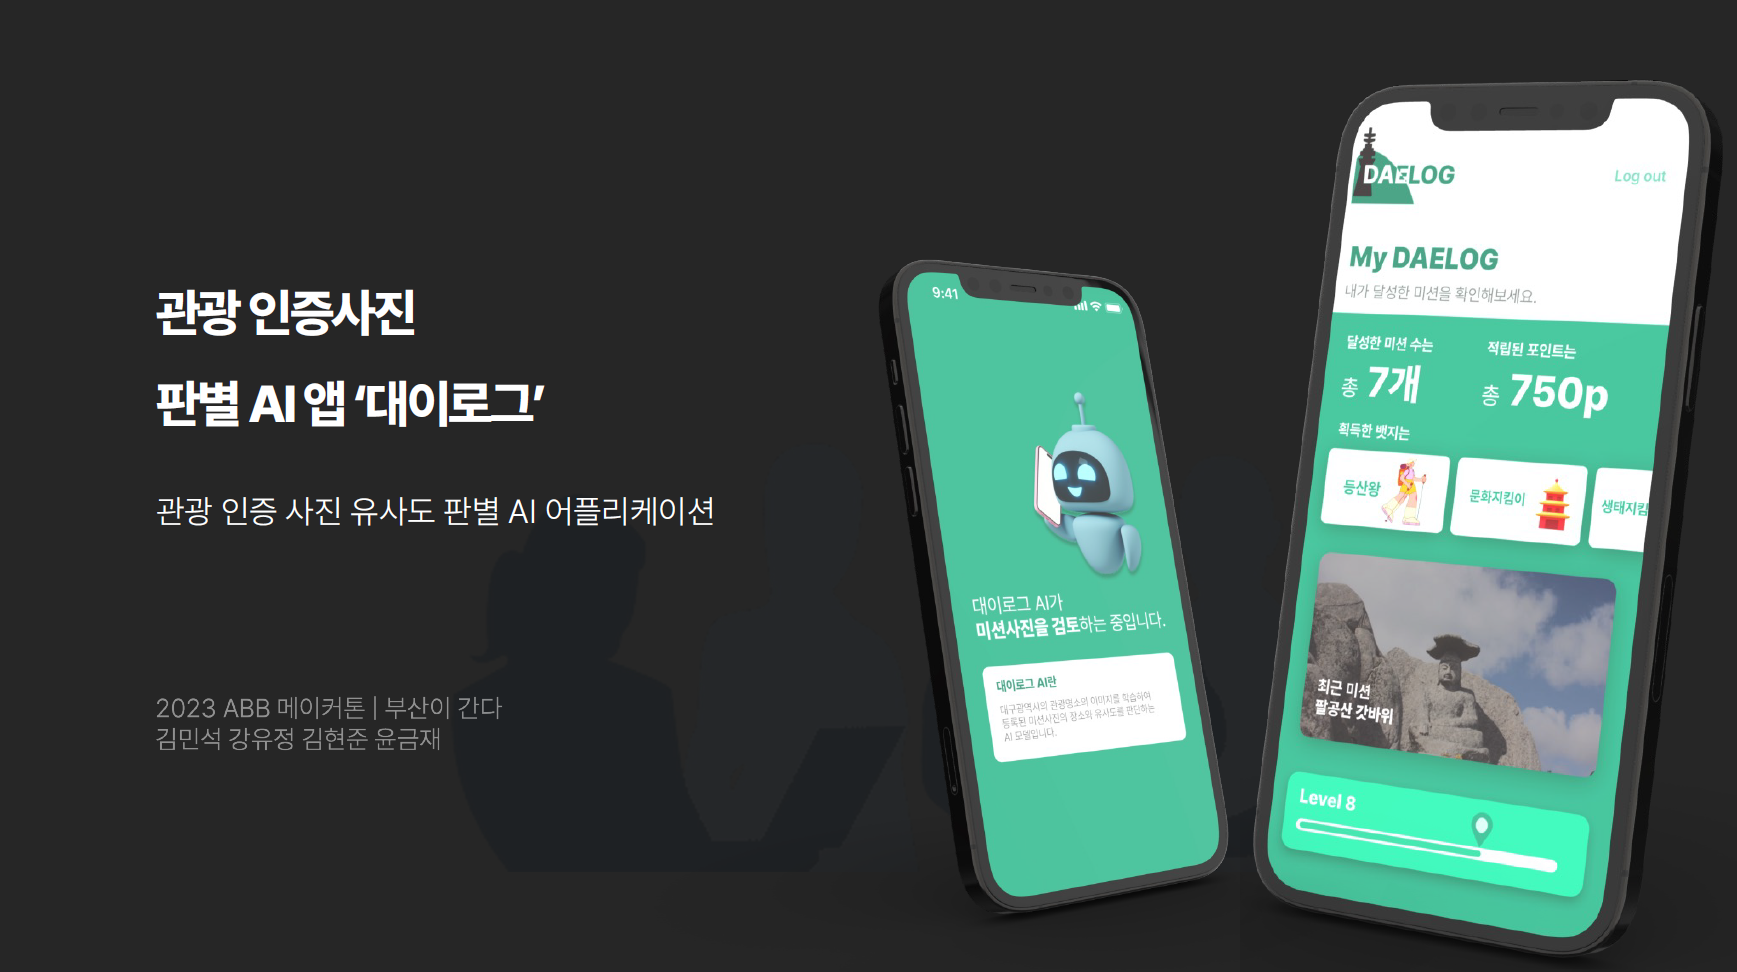 관광 인증사진
판별 AI 앱 ‘대이로그’
관광 인증 사진 유사도 판별 AI 어플리케이션
2023 ABB 메이커톤 | 부산이 간다
김민석 강유정 김현준 윤금재
9:41
대이로그 AI가
미션사진을 검토하는 중입니다.
대이로그 AI란
대구광역시의 관광명소의 이미지를 학습하여
등록된 미션사진의 장소와 유사도를 판단하는
AI 모델입니다.
DAELOG
Log out
My DAELOG
내가 달성한 미션을 확인해보세요.
달성한 미션 수는
총 7개
적립된 포인트는
총 750p
획득한 뱃지는
등산왕
문화지킴이
생태지킴
최근 미션
팔공산 갓바위
Level 8